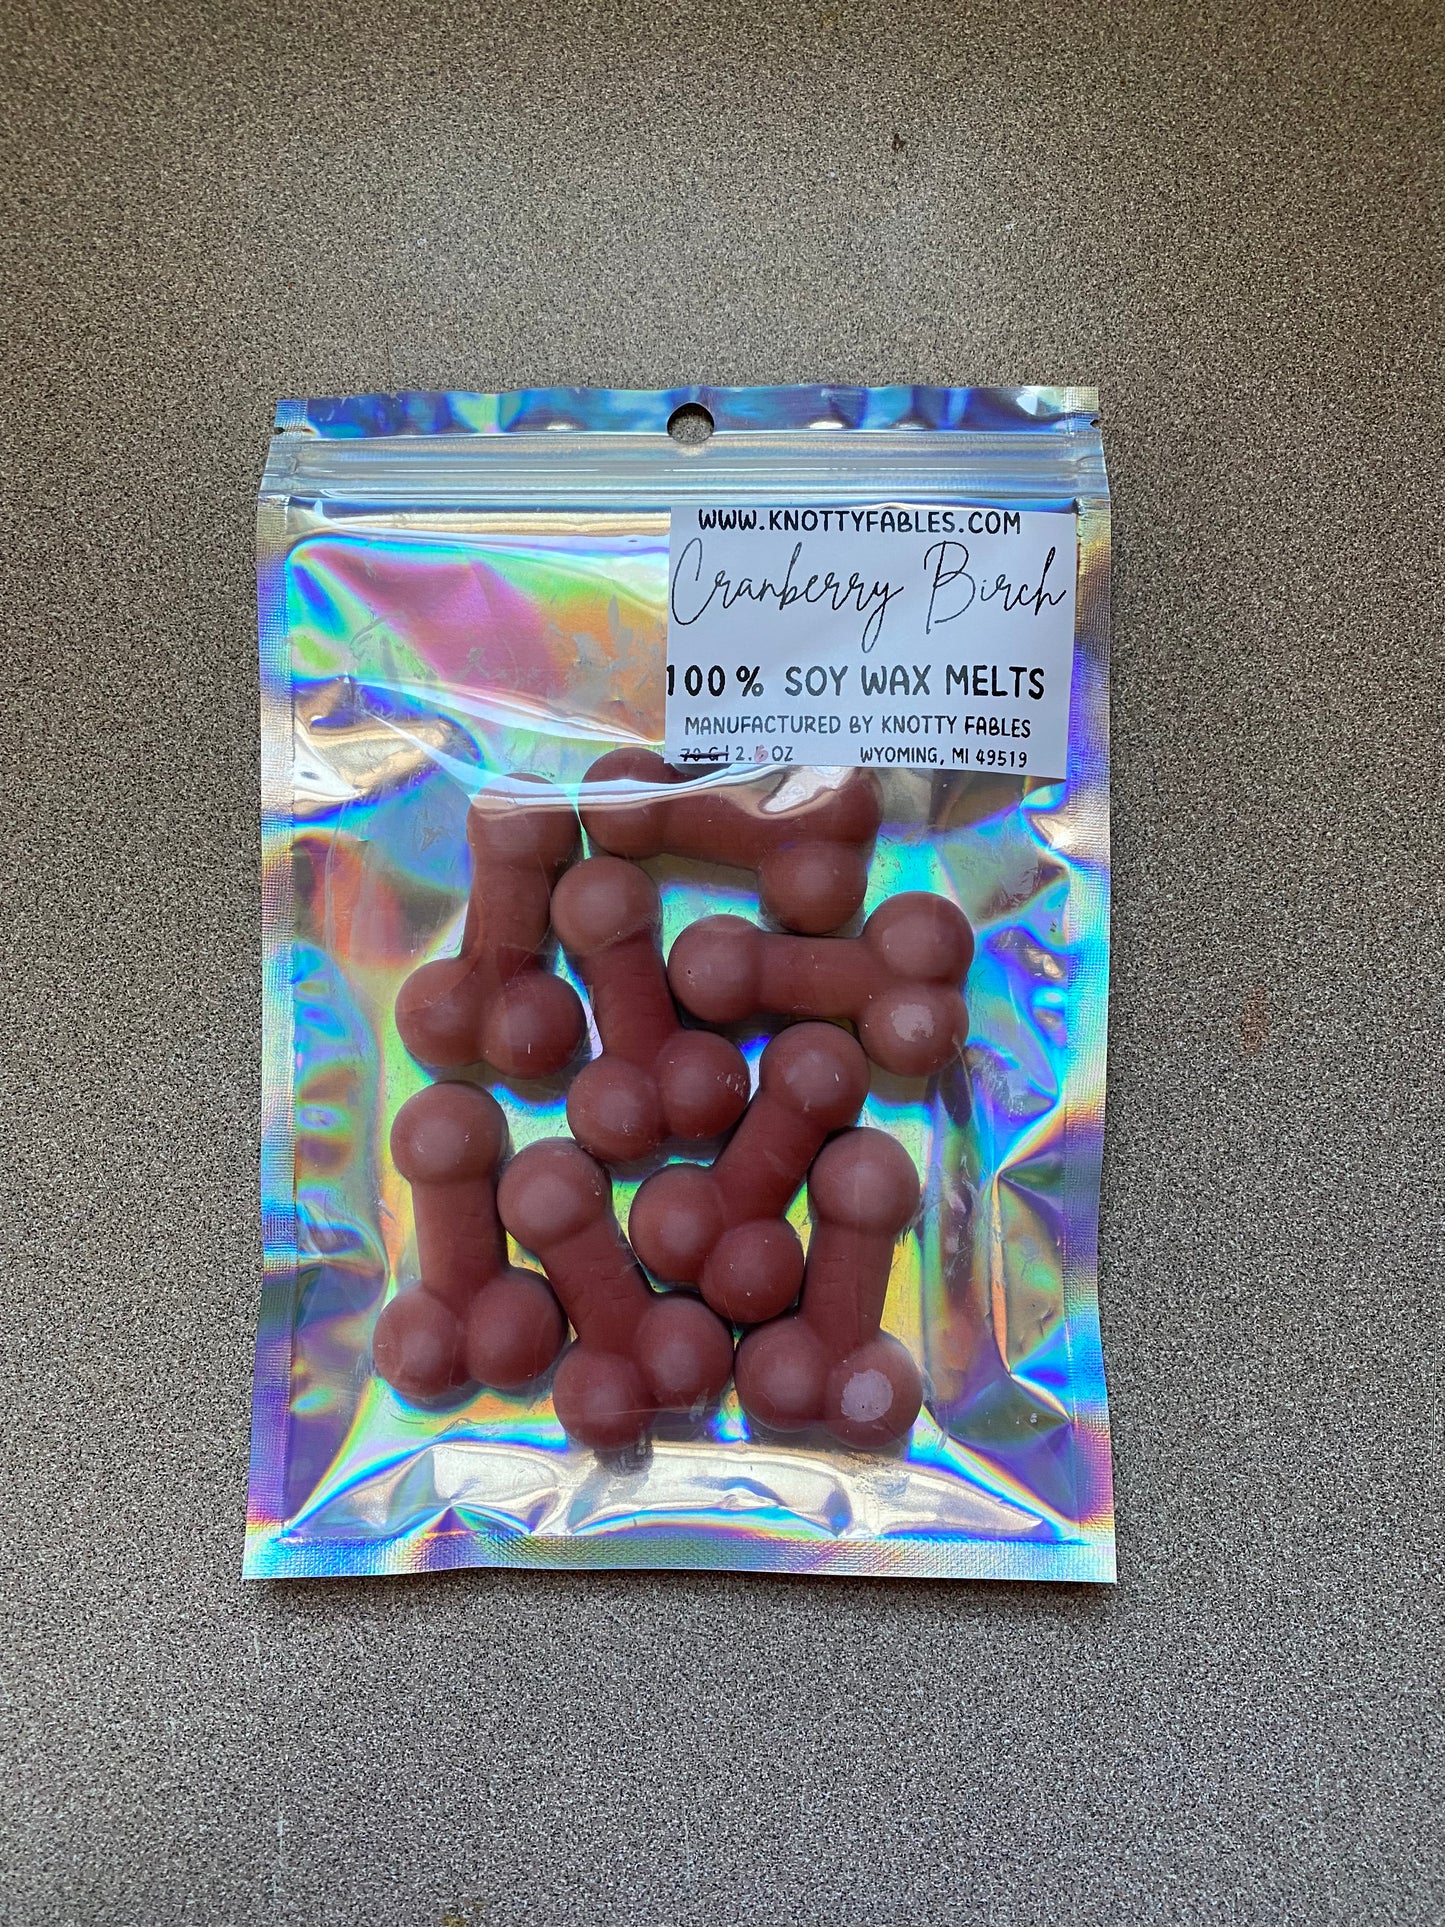 WWW.KNOTTYFABLES.COM
Cranberry Birch
100% SOY WAX MELTS
MANUFACTURED BY KNOTTY FABLES
70 G | 2.5 OZ WYOMING, MI 49519